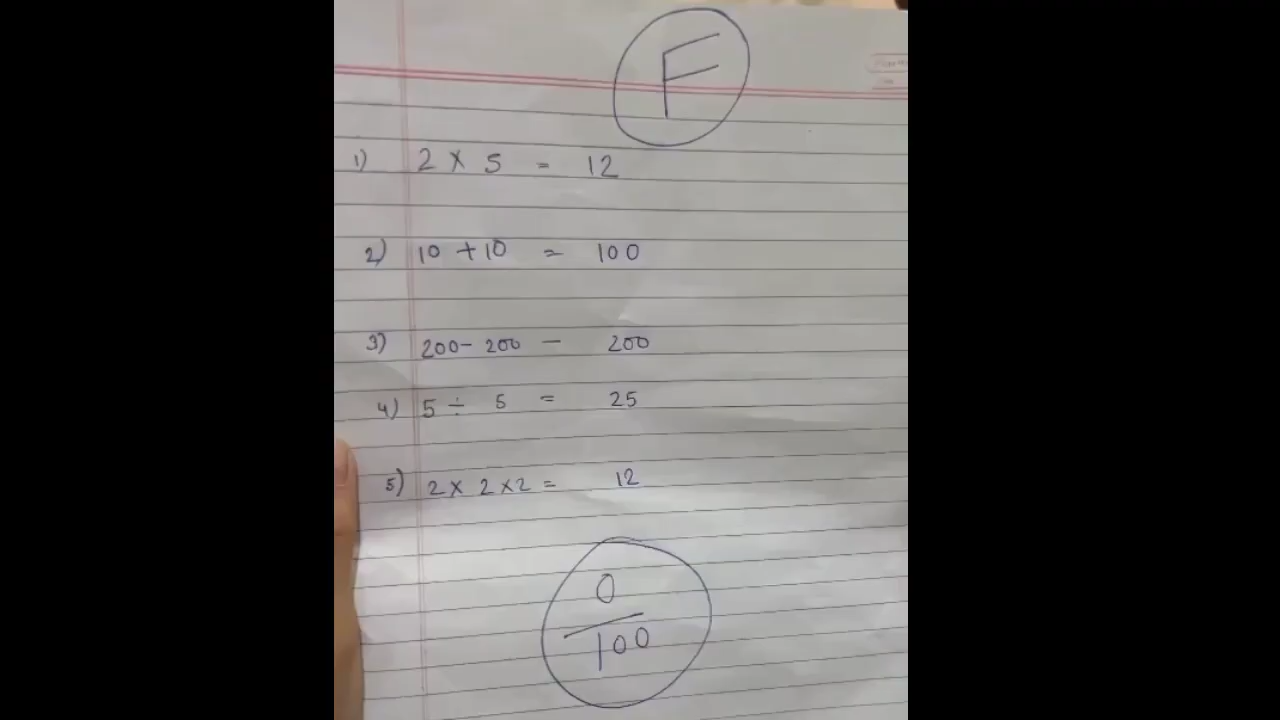 F
1) 2 x 5 = 12
2) 10 + 10 = 100
3) 200 - 200 - 200
4) 5 ÷ 5 = 25
5) 2 x 2 x 2 = 12
0
100